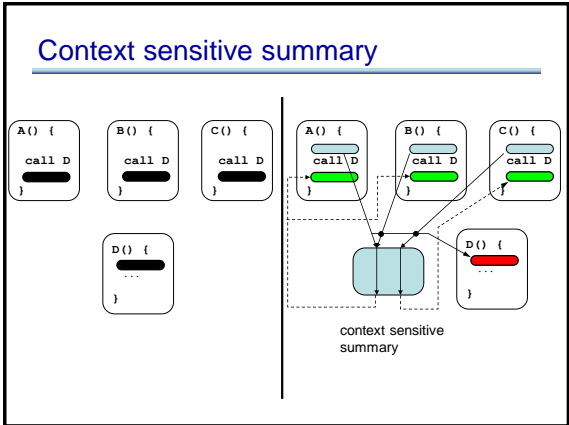 Context sensitive summary
A() {
call D
}
B() {
call D
}
C() {
call D
}
D() {
...
}
A() {
call D
}
B() {
call D
}
C() {
call D
}
D() {
...
}
context sensitive
summary